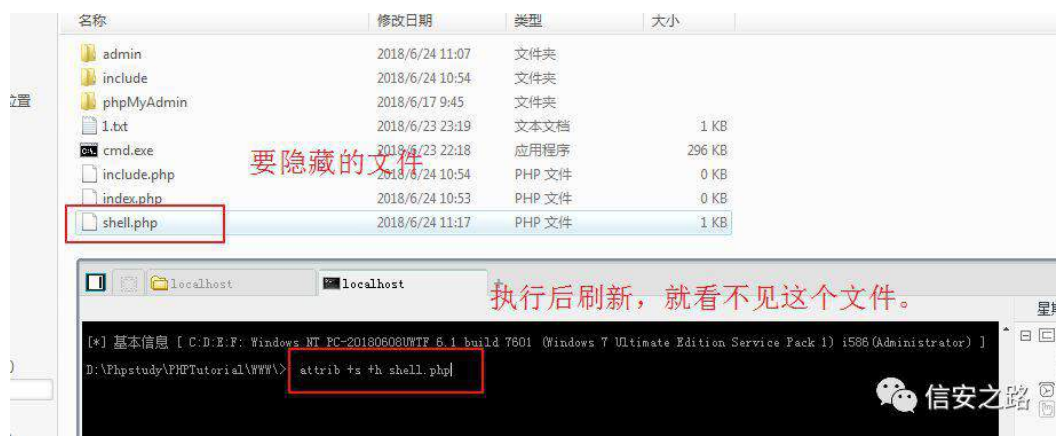 名称 修改日期 类型 大小
admin 2018/6/24 11:07 文件夹
include 2018/6/24 10:54 文件夹
位置
phpMyAdmin 2018/6/17 9:45 文件夹
1.txt 2018/6/23 23:19 文本文档 1 KB
cmd.exe 2018/6/23 22:18 应用程序 296 KB
要隐藏的文件
include.php 2018/6/24 10:54 PHP 文件 0 KB
index.php 2018/6/24 10:53 PHP 文件 0 KB
shell.php 2018/6/24 11:17 PHP 文件 1 KB
localhost localhost
执行后刷新，就看不见这个文件。
星期
[*] 基本信息 [ C:D:E:F: Windows NT PC-20180608UWTF 6.1 build 7601 (Windows 7 Ultimate Edition Service Pack 1) i586(Administrator) ]
D:\Phpstudy\PHPTutorial\WWW\> attrib +s +h shell.php
信安之路